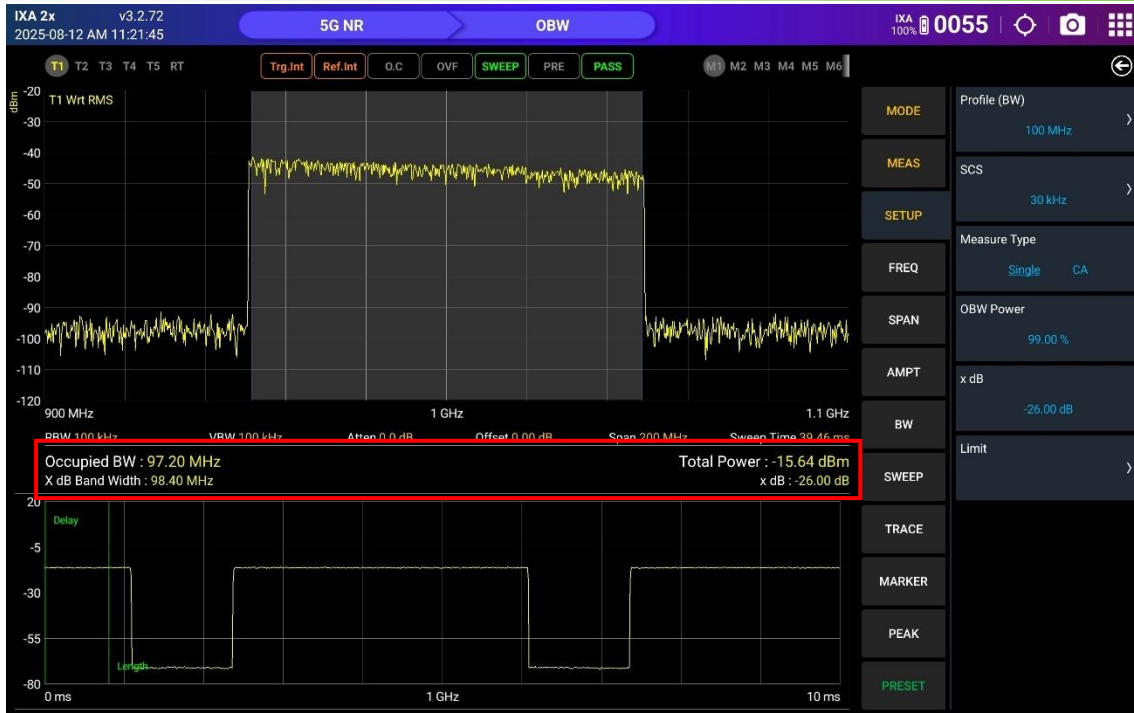 IXA 2x v3.2.72
2025-08-12 AM 11:21:45
5G NR OBW
IXA 100% 0055
T1 T2 T3 T4 T5 RT Trg.Int Ref.Int O.C OVF SWEEP PRE PASS M1 M2 M3 M4 M5 M6
dBm
T1 Wrt RMS
-20
-30
-40
-50
-60
-70
-80
-90
-100
-110
-120
900 MHz 1 GHz 1.1 GHz
RBW 100 kHz VBW 100 kHz Atten 0.0 dB Offset 0.00 dB Span 200 MHz Sweep Time 39.46 ms
Occupied BW : 97.20 MHz Total Power : -15.64 dBm
X dB Band Width : 98.40 MHz x dB : -26.00 dB
20
Delay
-5
-30
-55
Length
-80
0 ms 1 GHz 10 ms
MODE
MEAS
SETUP
FREQ
SPAN
AMPT
BW
SWEEP
TRACE
MARKER
PEAK
PRESET
Profile (BW)
100 MHz
SCS
30 kHz
Measure Type
Single CA
OBW Power
99.00 %
x dB
-26.00 dB
Limit